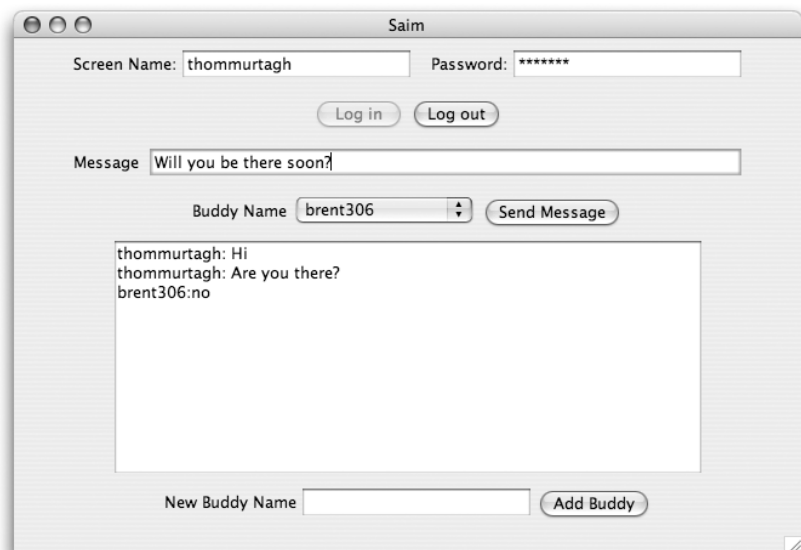 Saim
Screen Name: thommurtagh Password: *******
Log in Log out
Message Will you be there soon?
Buddy Name brent306 Send Message
thommurtagh: Hi
thommurtagh: Are you there?
brent306:no
New Buddy Name Add Buddy